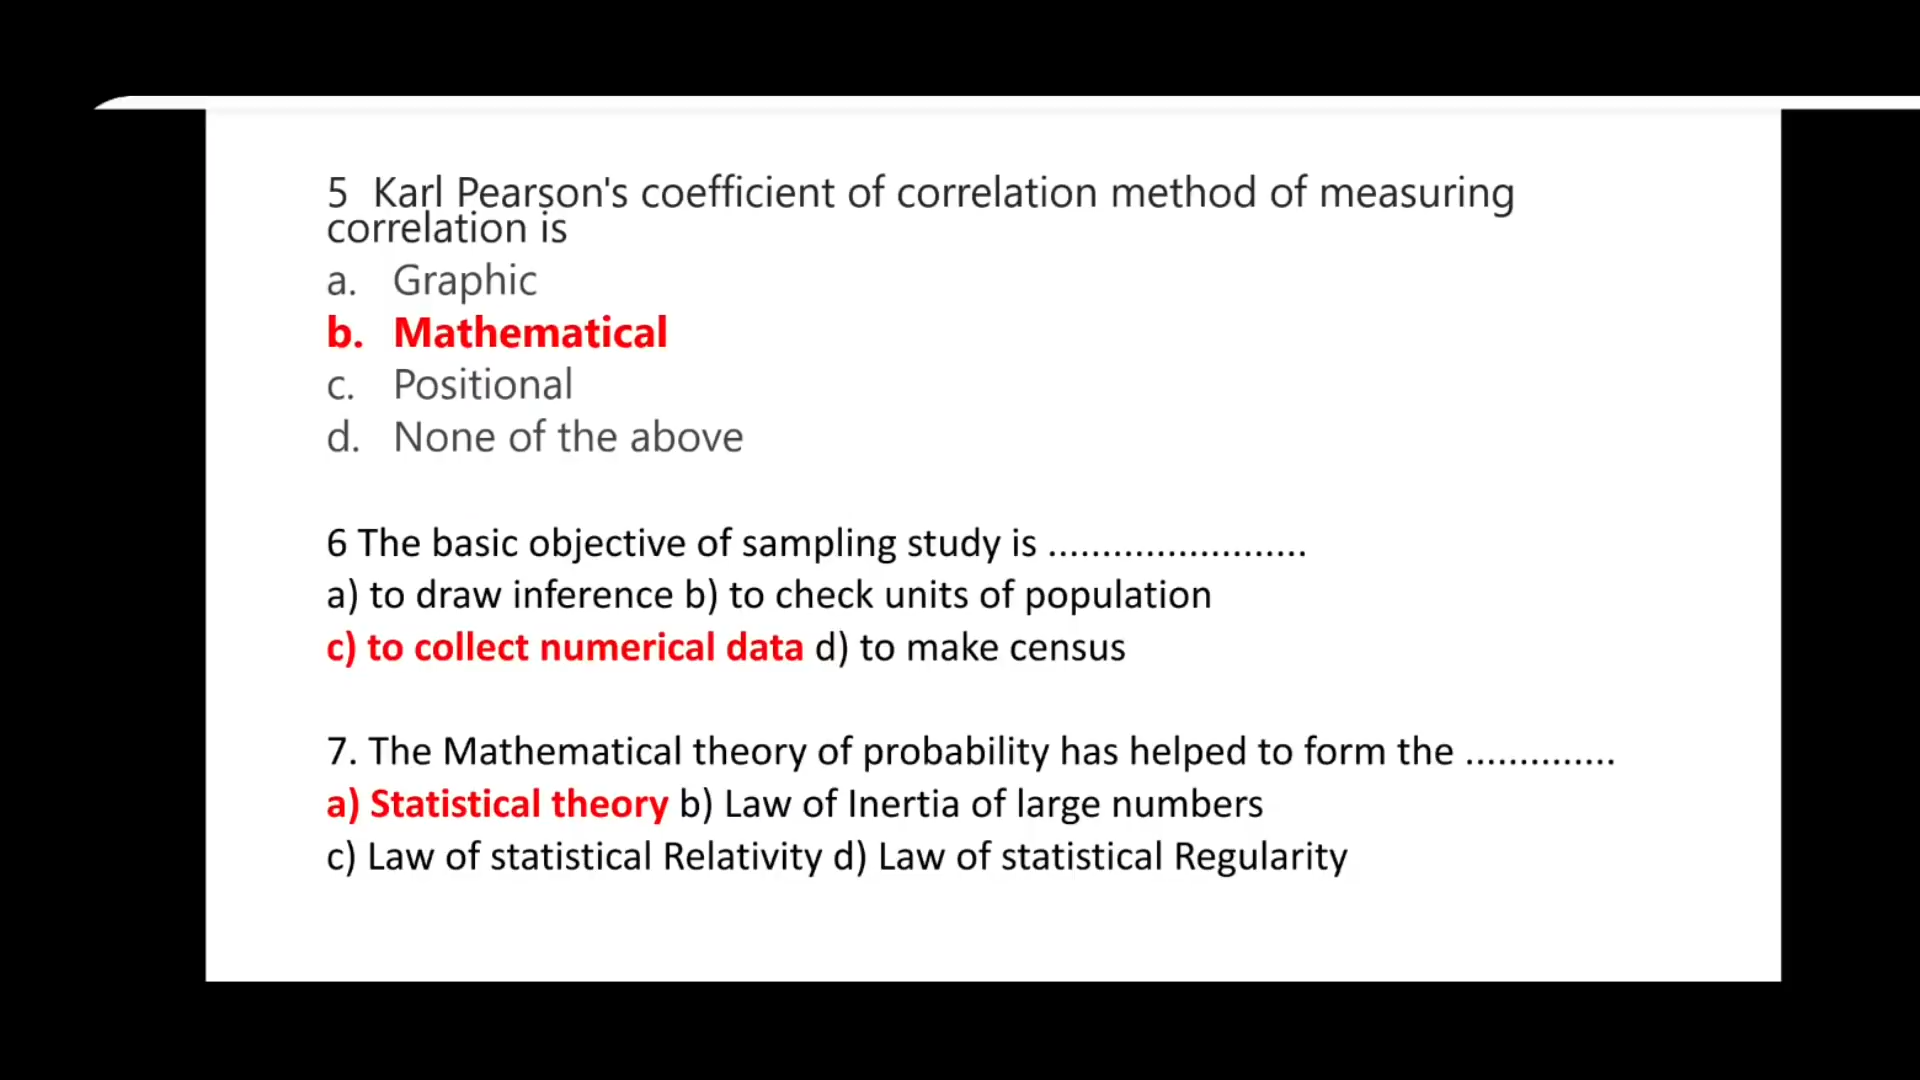 5  Karl Pearson's coefficient of correlation method of measuring
correlation is
a.   Graphic
b.   Mathematical
c.   Positional
d.   None of the above
6 The basic objective of sampling study is ........................
a) to draw inference b) to check units of population
c) to collect numerical data d) to make census
7. The Mathematical theory of probability has helped to form the ..............
a) Statistical theory b) Law of Inertia of large numbers
c) Law of statistical Relativity d) Law of statistical Regularity